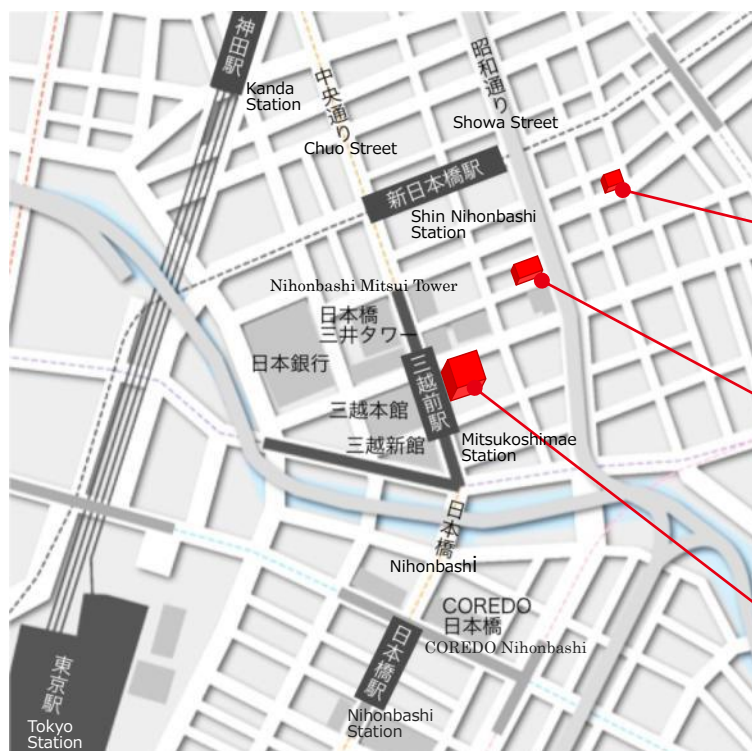 神田駅
Kanda
Station
中央通り
Chuo Street
昭和通り
Showa Street
新日本橋駅
Shin Nihonbashi
Station
Nihonbashi Mitsui Tower
日本橋
三井タワー
日本銀行
三越前駅
三越本館
三越新館
Mitsukoshimae
Station
日本橋
Nihonbashi
COREDO
日本橋
COREDO Nihonbashi
日本橋駅
Nihonbashi
Station
東京駅
Tokyo
Station